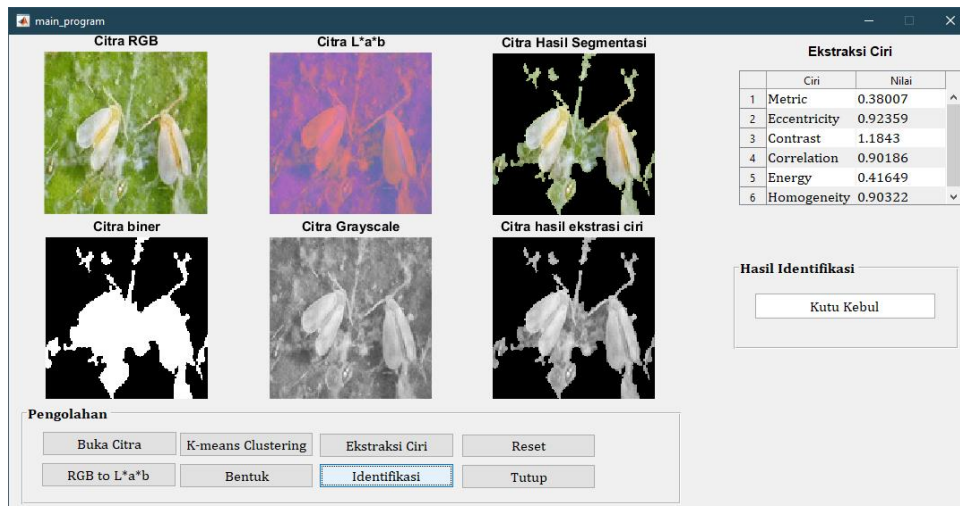 main_program
Citra RGB
Citra L*a*b
Citra Hasil Segmentasi
Citra biner
Citra Grayscale
Citra hasil ekstrasi ciri
Ekstraksi Ciri
Ciri Nilai
1 Metric 0.38007
2 Eccentricity 0.92359
3 Contrast 1.1843
4 Correlation 0.90186
5 Energy 0.41649
6 Homogeneity 0.90322
Hasil Identifikasi
Kutu Kebul
Pengolahan
Buka Citra K-means Clustering Ekstraksi Ciri Reset
RGB to L*a*b Bentuk Identifikasi Tutup